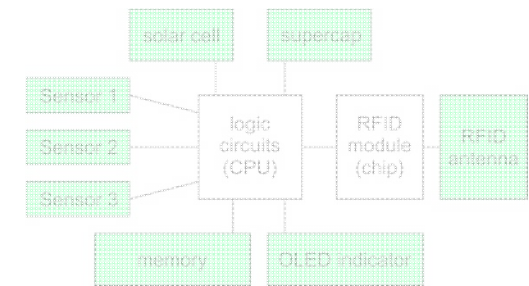 solar cell
supercap
Sensor 1
Sensor 2
Sensor 3
logic
circuits
(CPU)
RFID
module
(chip)
RFID
antenna
memory
OLED indicator